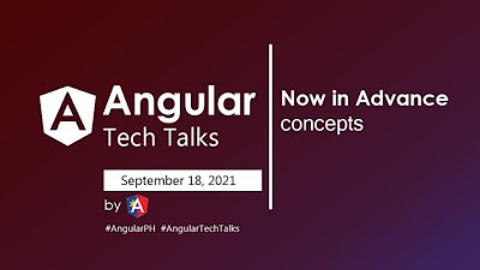 A
Angular
Tech Talks
September 18, 2021
by A
#AngularPH #AngularTechTalks
Now in Advance
concepts